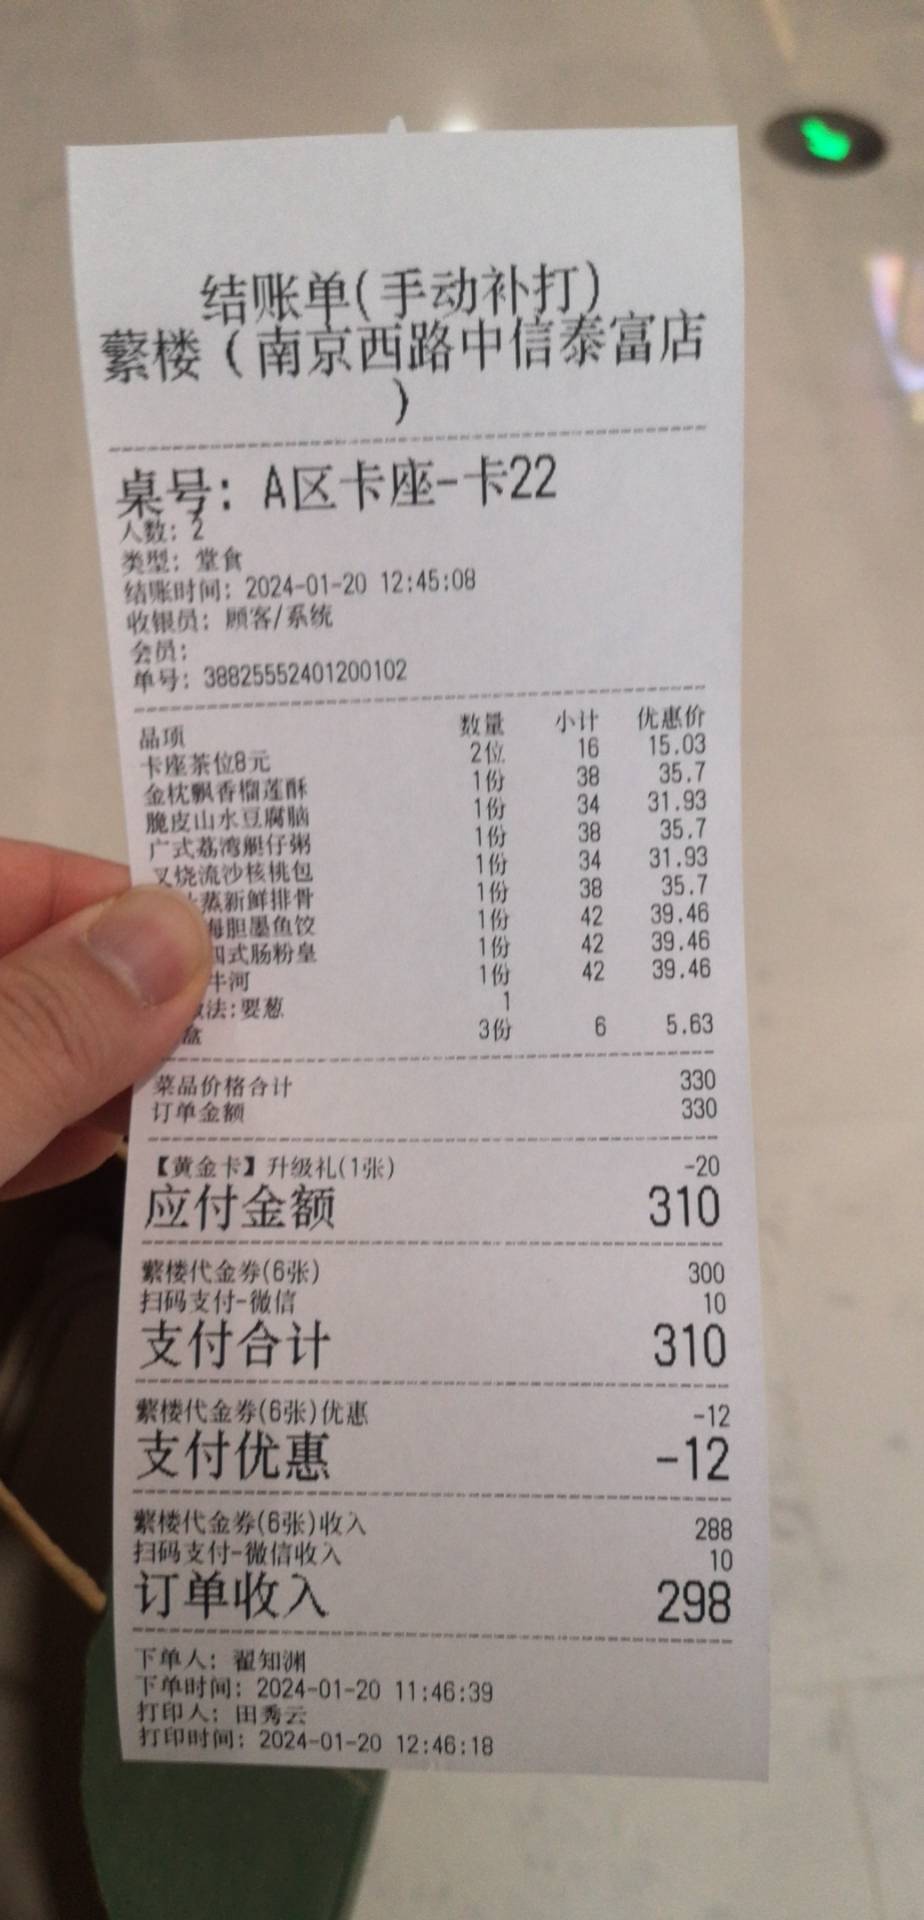 结账单(手动补打)
蘩楼(南京西路中信泰富店
)
桌号: A区卡座-卡22
人数: 2
类型: 堂食
结账时间: 2024-01-20 12:45:08
收银员: 顾客/系统
会员:
单号: 38825552401200102
品项 数量 小计 优惠价
卡座茶位8元 2位 16 15.03
金枕飘香榴莲酥 1份 38 35.7
脆皮山水豆腐脑 1份 34 31.93
广式荔湾艇仔粥 1份 38 35.7
叉烧流沙核桃包 1份 34 31.93
蒸新鲜排骨 1份 38 35.7
海胆墨鱼饺 1份 42 39.46
式肠粉皇 1份 42 39.46
牛河 1份 42 39.46
法:要葱 1
盒 3份 6 5.63
菜品价格合计 330
订单金额 330
【黄金卡】升级礼(1张) -20
应付金额 310
蘩楼代金券(6张) 300
扫码支付-微信 10
支付合计 310
蘩楼代金券(6张)优惠 -12
支付优惠 -12
蘩楼代金券(6张)收入 288
扫码支付-微信收入 10
订单收入 298
下单人: 翟知渊
下单时间: 2024-01-20 11:46:39
打印人: 田秀云
打印时间: 2024-01-20 12:46:18